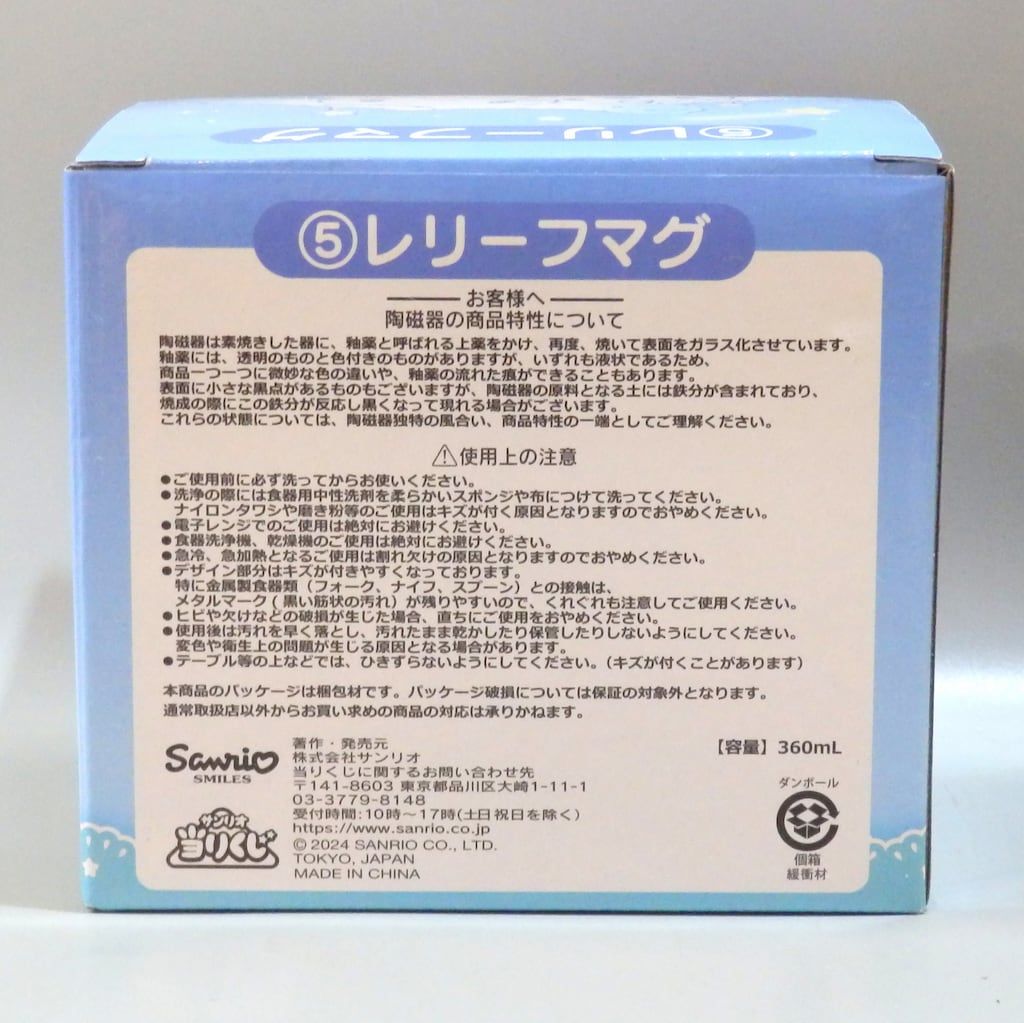 ⑤レリーフマグ
⑤レリーフマグ
お客様へ
陶磁器の商品特性について
陶磁器は素焼きした器に、釉薬と呼ばれる上薬をかけ、再度、焼いて表面をガラス化させています。
釉薬には、透明のものと色付きのものがありますが、いずれも液状であるため、
商品一つ一つに微妙な色の違いや、釉薬の流れた痕ができることもあります。
表面に小さな黒点があるものもございますが、陶磁器の原料となる土には鉄分が含まれており、
焼成の際にこの鉄分が反応し黒くなって現れる場合がございます。
これらの状態については、陶磁器独特の風合い、商品特性の一端としてご理解ください。
⚠使用上の注意
●ご使用前に必ず洗ってからお使いください。
●洗浄の際には食器用中性洗剤を柔らかいスポンジや布につけて洗ってください。
ナイロンタワシや磨き粉等のご使用はキズが付く原因となりますのでおやめください。
●電子レンジでのご使用は絶対にお避けください。
●食器洗浄機、乾燥機のご使用は絶対にお避けください。
●急冷、急加熱となるご使用は割れ欠けの原因となりますのでおやめください。
●デザイン部分はキズが付きやすくなっております。
特に金属製食器類（フォーク、ナイフ、スプーン）との接触は、
メタルマーク(黒い筋状の汚れ)が残りやすいので、くれぐれも注意してご使用ください。
●ヒビや欠けなどの破損が生じた場合、直ちにご使用をおやめください。
●使用後は汚れを早く落とし、汚れたまま乾かしたり保管したりしないようにしてください。
変色や衛生上の問題が生じる原因となる場合があります。
●テーブル等の上などでは、ひきずらないようにしてください。（キズが付くことがあります）
本商品のパッケージは梱包材です。パッケージ破損については保証の対象外となります。
通常取扱店以外からお買い求めの商品の対応は承りかねます。
Sanrio
SMILES
サンリオ
当りくじ
著作・発売元
株式会社サンリオ
当りくじに関するお問い合わせ先
〒141-8603 東京都品川区大崎1-11-1
03-3779-8148
受付時間:10時〜17時(土日祝日を除く)
https://www.sanrio.co.jp
© 2024 SANRIO CO., LTD.
TOKYO, JAPAN
MADE IN CHINA
【容量】360mL
ダンボール
個箱
緩衝材